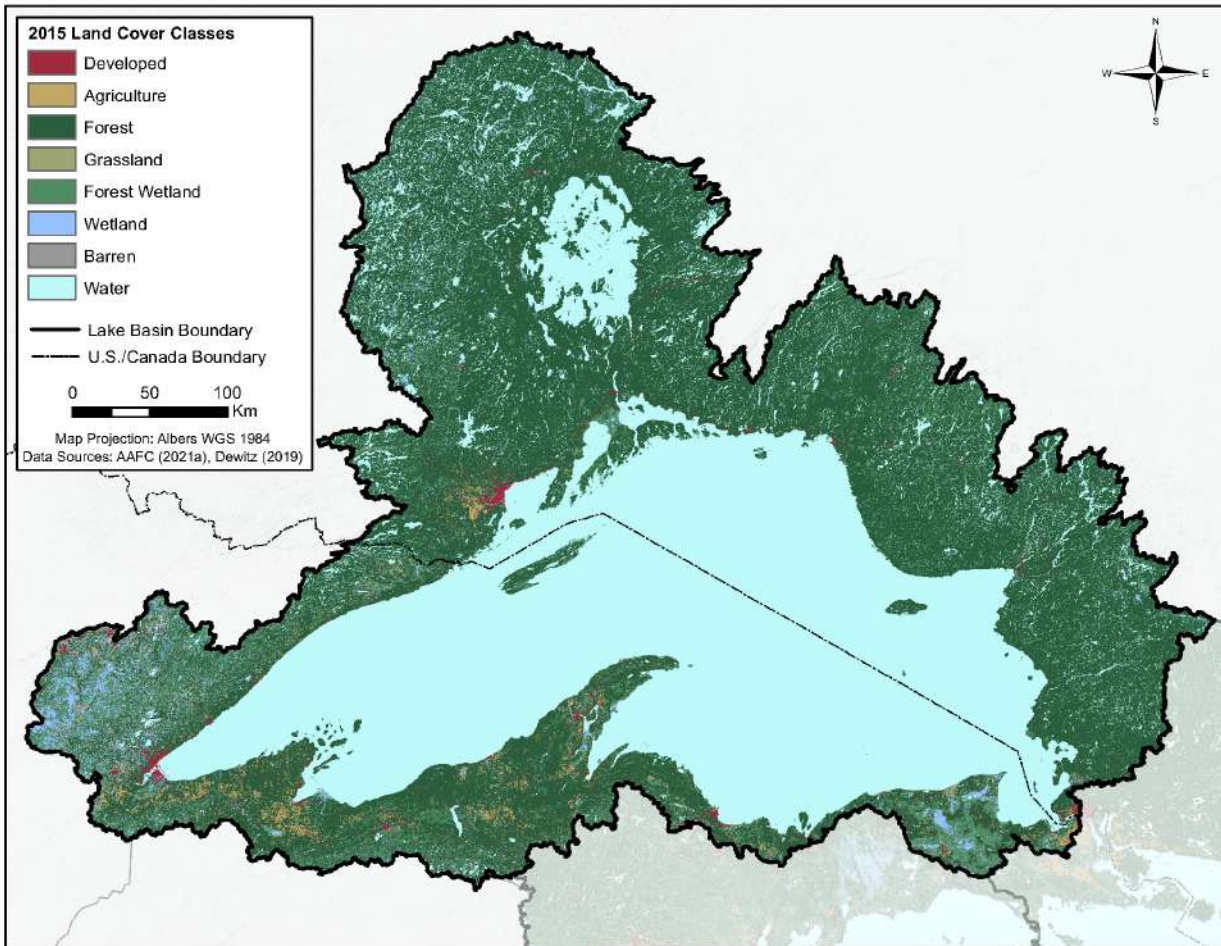 2015 Land Cover Classes
Developed
Agriculture
Forest
Grassland
Forest Wetland
Wetland
Barren
Water
Lake Basin Boundary
U.S./Canada Boundary
0 50 100
Km
Map Projection: Albers WGS 1984
Data Sources: AAFC (2021a), Dewitz (2019)
N
W E
S